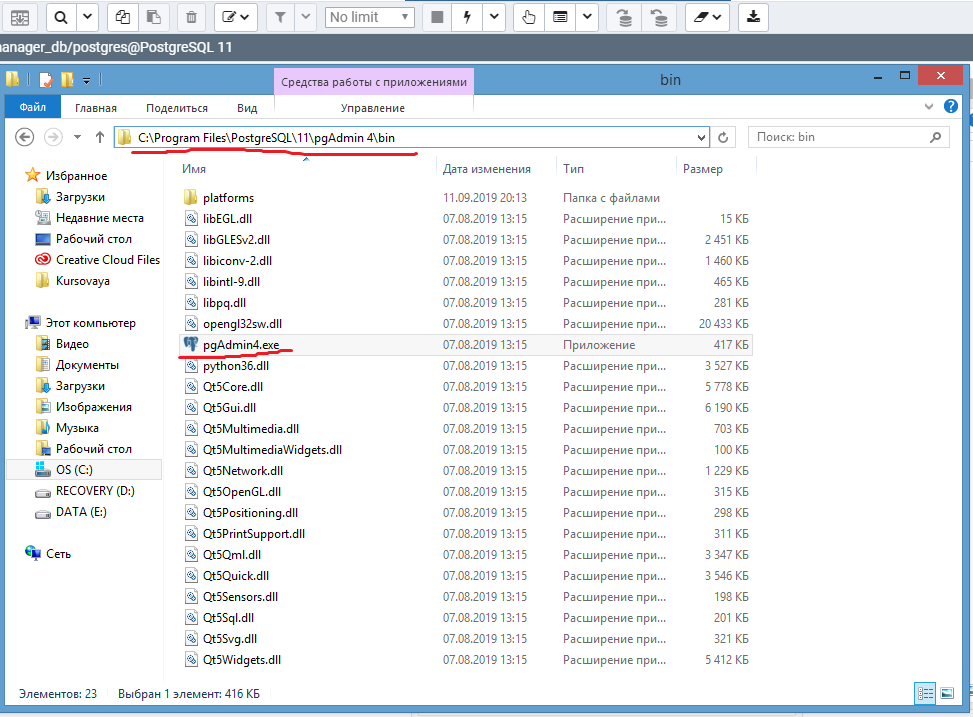 No limit
anager_db/postgres@PostgreSQL 11
Средства работы с приложениями
bin
Файл Главная Поделиться Вид Управление
C:\Program Files\PostgreSQL\11\pgAdmin 4\bin
Поиск: bin
Имя Дата изменения Тип Размер
Избранное
Загрузки
Недавние места
Рабочий стол
Creative Cloud Files
Kursovaya
Этот компьютер
Видео
Документы
Загрузки
Изображения
Музыка
Рабочий стол
OS (C:)
RECOVERY (D:)
DATA (E:)
Сеть
platforms 11.09.2019 20:13 Папка с файлами
libEGL.dll 07.08.2019 13:15 Расширение при... 15 КБ
libGLESv2.dll 07.08.2019 13:15 Расширение при... 2 451 КБ
libiconv-2.dll 07.08.2019 13:15 Расширение при... 1 460 КБ
libintl-9.dll 07.08.2019 13:15 Расширение при... 465 КБ
libpq.dll 07.08.2019 13:15 Расширение при... 281 КБ
opengl32sw.dll 07.08.2019 13:15 Расширение при... 20 433 КБ
pgAdmin4.exe 07.08.2019 13:15 Приложение 417 КБ
python36.dll 07.08.2019 13:15 Расширение при... 3 527 КБ
Qt5Core.dll 07.08.2019 13:15 Расширение при... 5 778 КБ
Qt5Gui.dll 07.08.2019 13:15 Расширение при... 6 190 КБ
Qt5Multimedia.dll 07.08.2019 13:15 Расширение при... 703 КБ
Qt5MultimediaWidgets.dll 07.08.2019 13:15 Расширение при... 100 КБ
Qt5Network.dll 07.08.2019 13:15 Расширение при... 1 229 КБ
Qt5OpenGL.dll 07.08.2019 13:15 Расширение при... 315 КБ
Qt5Positioning.dll 07.08.2019 13:15 Расширение при... 298 КБ
Qt5PrintSupport.dll 07.08.2019 13:15 Расширение при... 311 КБ
Qt5Qml.dll 07.08.2019 13:15 Расширение при... 3 347 КБ
Qt5Quick.dll 07.08.2019 13:15 Расширение при... 3 546 КБ
Qt5Sensors.dll 07.08.2019 13:15 Расширение при... 198 КБ
Qt5Sql.dll 07.08.2019 13:15 Расширение при... 201 КБ
Qt5Svg.dll 07.08.2019 13:15 Расширение при... 321 КБ
Qt5Widgets.dll 07.08.2019 13:15 Расширение при... 5 412 КБ
Элементов: 23 Выбран 1 элемент: 416 КБ